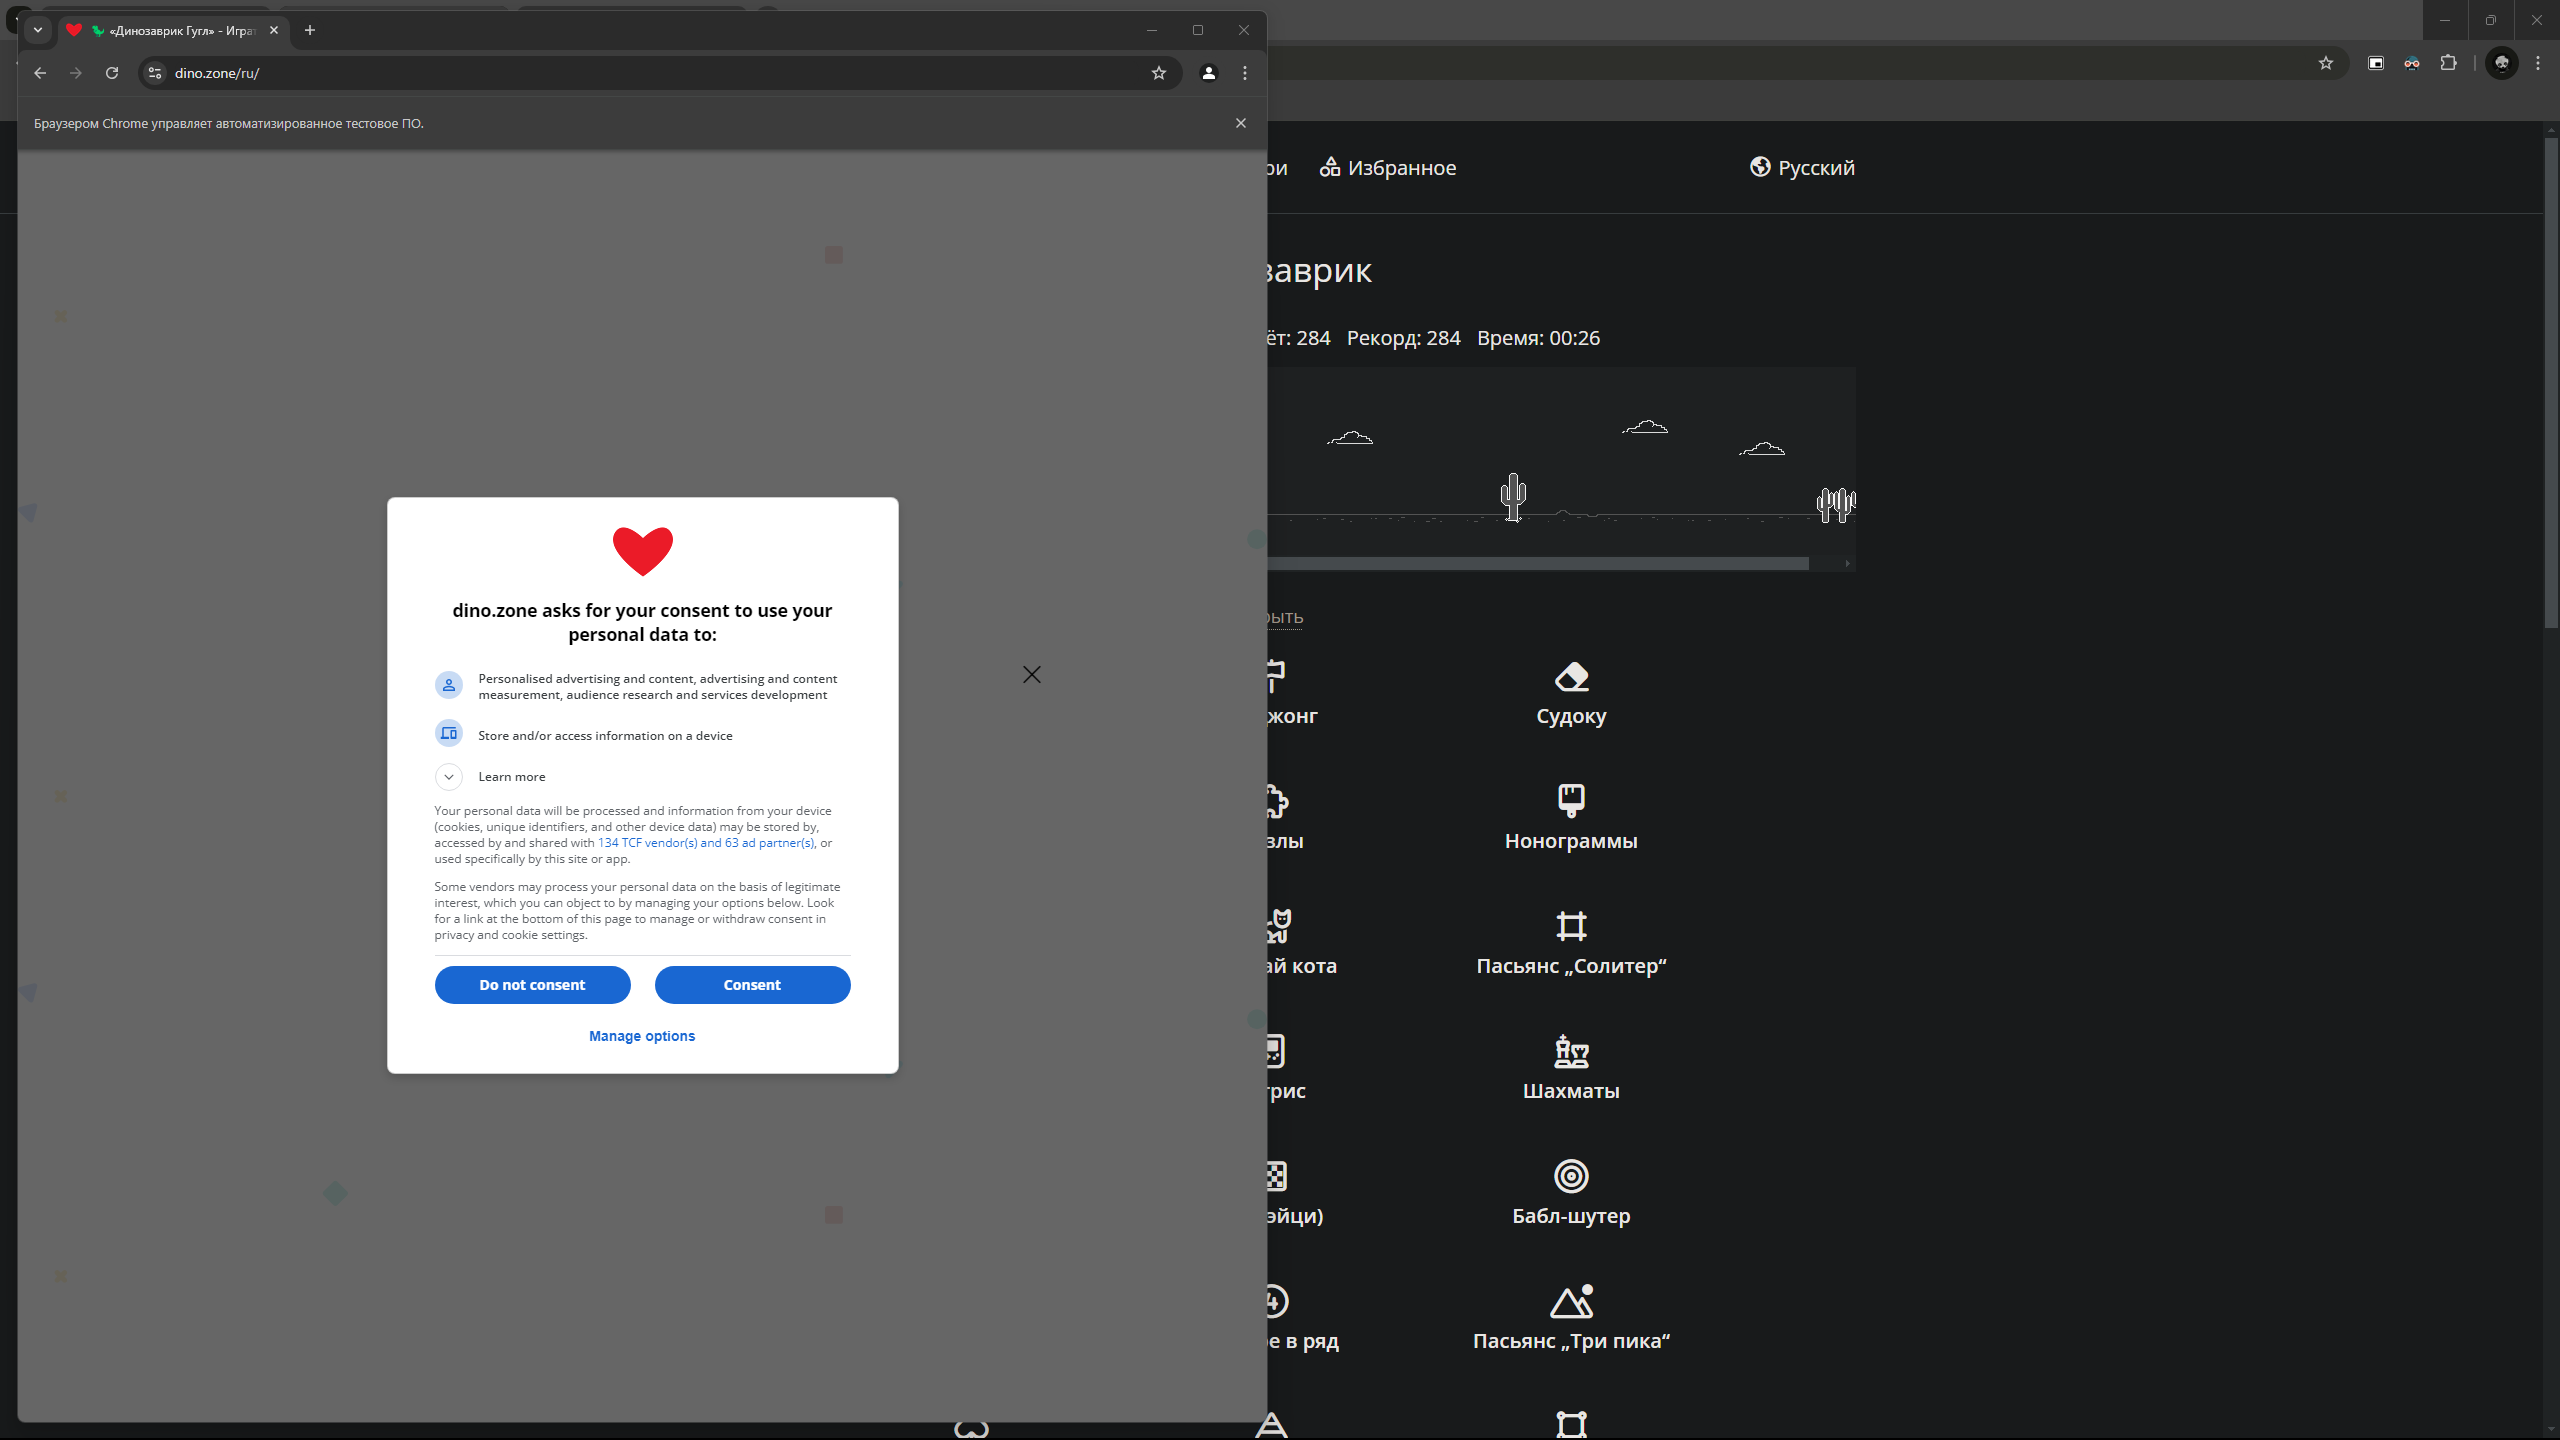 «Динозаврик Гугл» - Играт
dino.zone/ru/
Браузером Chrome управляет автоматизированное тестовое ПО.
Избранное
Русский
заврик
ёт: 284 Рекорд: 284 Время: 00:26
dino.zone asks for your consent to use your
personal data to:
Personalised advertising and content, advertising and content
measurement, audience research and services development
Store and/or access information on a device
Learn more
Your personal data will be processed and information from your device
(cookies, unique identifiers, and other device data) may be stored by,
accessed by and shared with 134 TCF vendor(s) and 63 ad partner(s), or
used specifically by this site or app.
Some vendors may process your personal data on the basis of legitimate
interest, which you can object to by managing your options below. Look
for a link at the bottom of this page to manage or withdraw consent in
privacy and cookie settings.
Do not consent
Consent
Manage options
рыть
жонг
Судоку
злы
Нонограммы
ай кота
Пасьянс „Солитер“
трис
Шахматы
эйци)
Бабл-шутер
4
е в ряд
Пасьянс „Три пика“